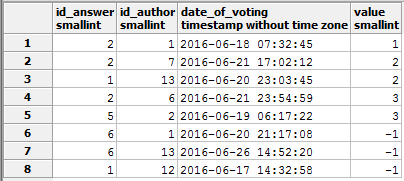 id_answer id_author date_of_voting value
smallint smallint timestamp without time zone smallint
1 2 1 2016-06-18 07:32:45 1
2 2 7 2016-06-21 17:02:12 2
3 1 13 2016-06-20 23:03:45 2
4 2 6 2016-06-21 23:54:59 3
5 5 2 2016-06-19 06:17:22 3
6 6 1 2016-06-20 21:17:08 -1
7 6 13 2016-06-26 14:52:20 -1
8 1 12 2016-06-17 14:32:58 -1